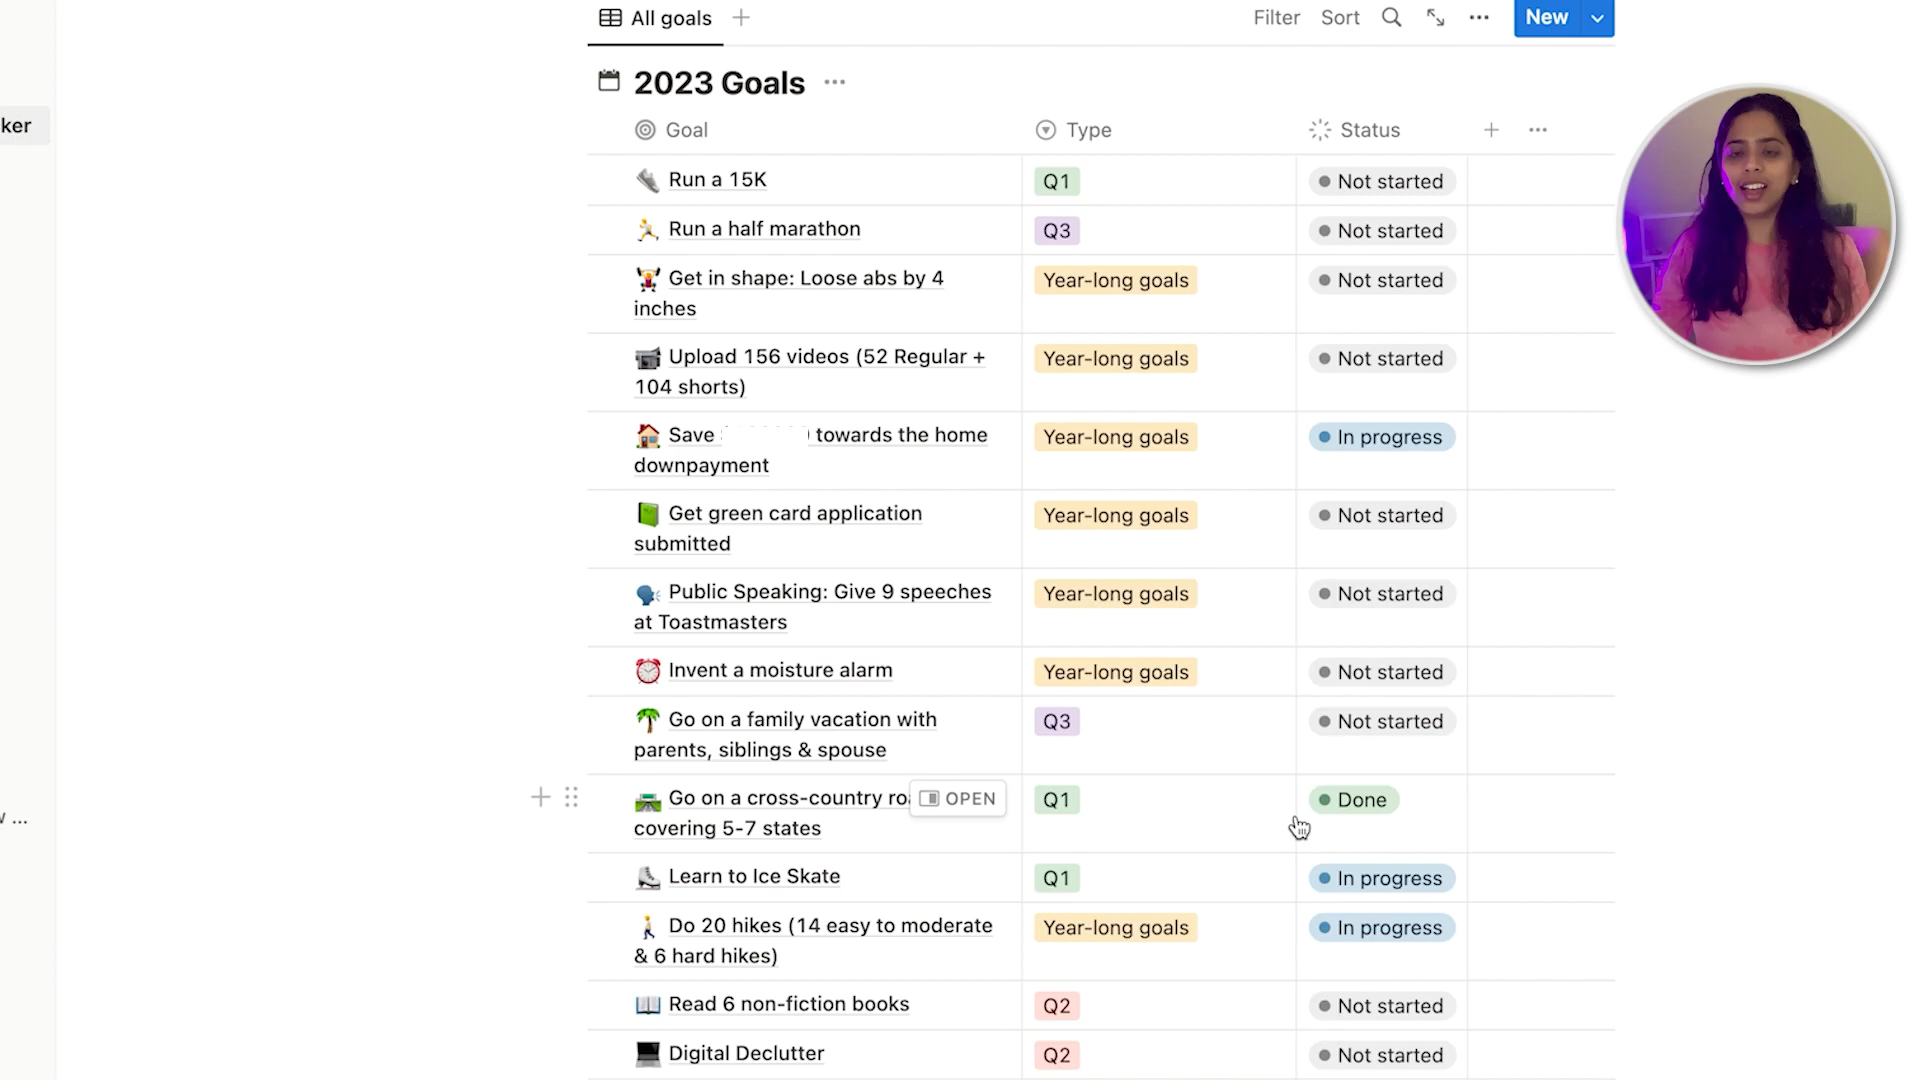 All goals
Filter Sort New
ker
2023 Goals
Goal Type Status
Run a 15K Q1 Not started
Run a half marathon Q3 Not started
Get in shape: Loose abs by 4 Year-long goals Not started
inches
Upload 156 videos (52 Regular + Year-long goals Not started
104 shorts)
Save towards the home Year-long goals In progress
downpayment
Get green card application Year-long goals Not started
submitted
Public Speaking: Give 9 speeches Year-long goals Not started
at Toastmasters
Invent a moisture alarm Year-long goals Not started
Go on a family vacation with Q3 Not started
parents, siblings & spouse
Go on a cross-country OPEN Q1 Done
covering 5-7 states
Learn to Ice Skate Q1 In progress
Do 20 hikes (14 easy to moderate Year-long goals In progress
& 6 hard hikes)
Read 6 non-fiction books Q2 Not started
Digital Declutter Q2 Not started